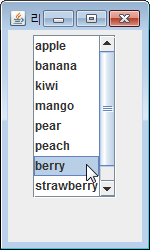 리
apple
banana
kiwi
mango
pear
peach
berry
strawberry